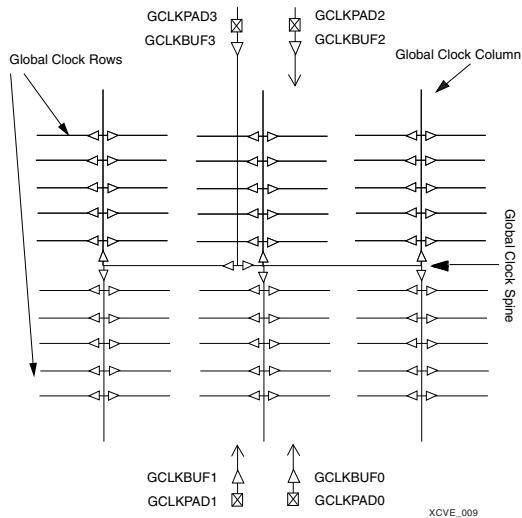 GCLKPAD3
GCLKPAD2
GCLKBUF3
GCLKBUF2
Global Clock Rows
Global Clock Column
Global Clock Spine
GCLKBUF1
GCLKBUF0
GCLKPAD1
GCLKPAD0
XCVE_009